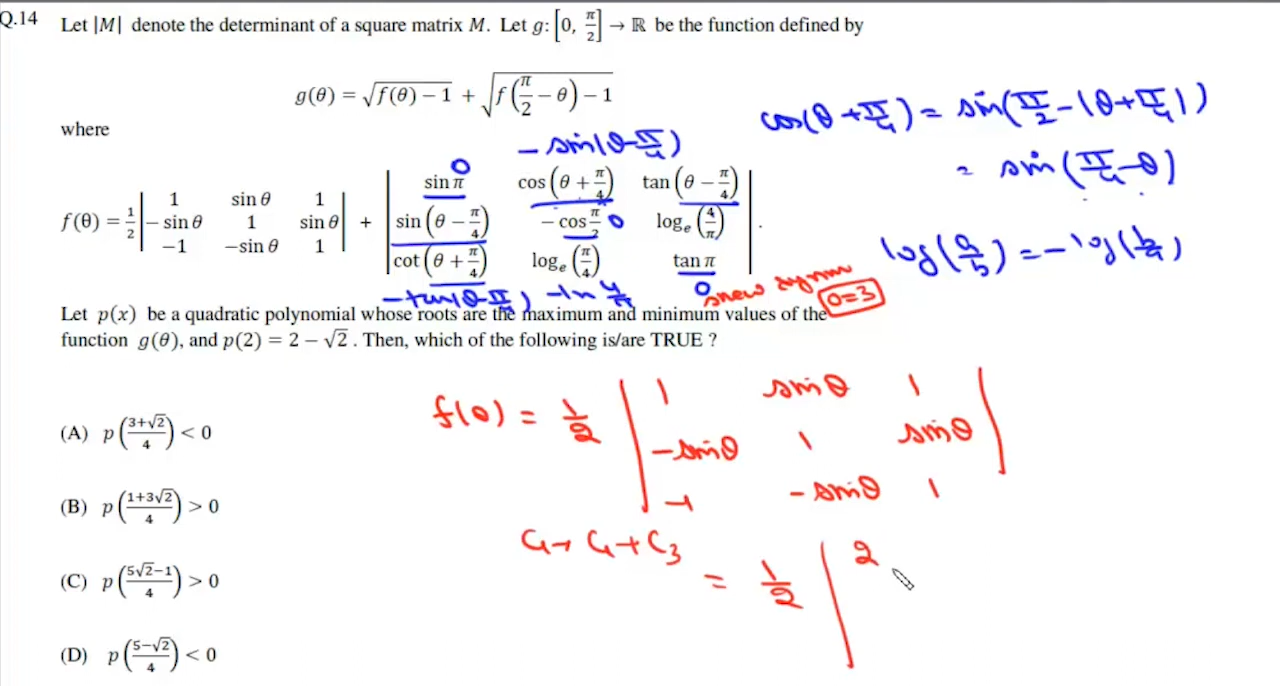 Q.14 Let |M| denote the determinant of a square matrix M. Let g: [0, π/2] → ℝ be the function defined by
g(θ) = √(f(θ) − 1) + √(f(π/2 − θ) − 1)
cos(θ + π/4) = sin(π/2 − (θ + π/4))
where
− sin(θ − π/4)
= sin(π/4 − θ)
0
f(θ) = 1/2 | 1 sin θ 1 | + | sin π cos(θ + π/4) tan(θ − π/4) |
| − sin θ 1 sin θ | | sin(θ − π/4) − cos π/2 0 logₑ(4/π) | .
| −1 −sin θ 1 | | cot(θ + π/4) logₑ(π/4) tan π |
log(a/b) = − log(b/a)
− tan(θ − π/4) − ln 4/π 0 skew symm
0 = 3
Let p(x) be a quadratic polynomial whose roots are the maximum and minimum values of the
function g(θ), and p(2) = 2 − √2 . Then, which of the following is/are TRUE ?
f(θ) = 1/2 | 1 sinθ 1 |
| −sinθ 1 sinθ |
| −1 −sinθ 1 |
(A) p((3+√2)/4) < 0
(B) p((1+3√2)/4) > 0
C₁ → C₁ + C₃
= 1/2 | 2
(C) p((5√2−1)/4) > 0
(D) p((5−√2)/4) < 0